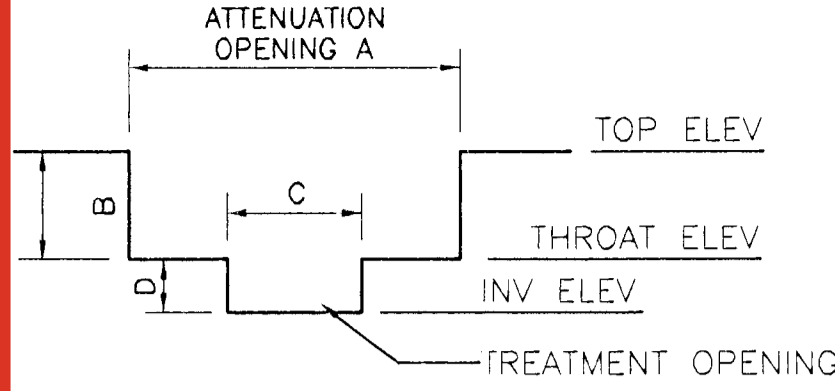 ATTENUATION
OPENING A
TOP ELEV
B
C
THROAT ELEV
D
INV ELEV
TREATMENT OPENING